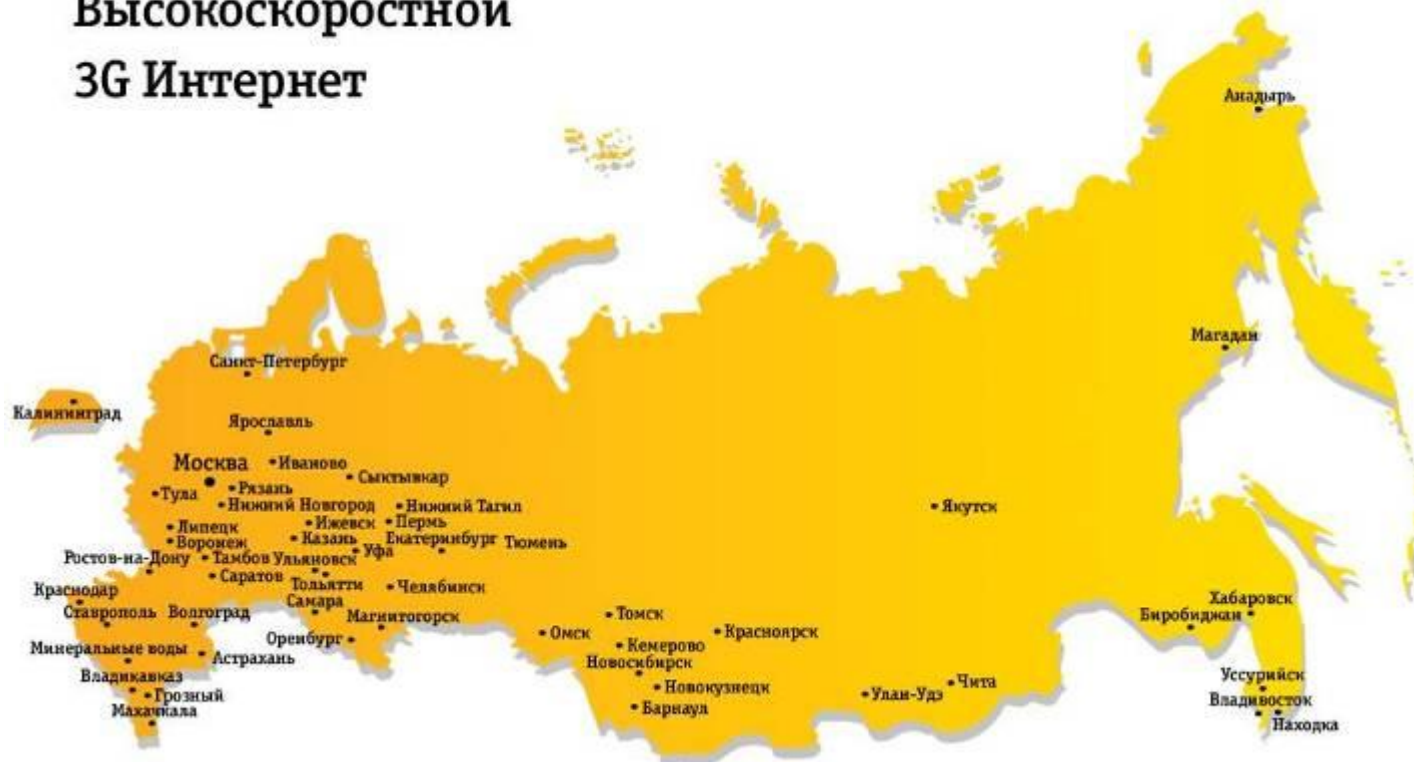 Высокоскоростной
3G Интернет
Анадырь
Магадан
Санкт-Петербург
Калининград
Ярославль
Москва
Иваново
Сыктывкар
Тула
Рязань
Нижний Новгород
Нижний Тагил
Якутск
Липецк
Ижевск
Пермь
Воронеж
Казань
Екатеринбург
Тюмень
Ростов-на-Дону
Тамбов
Ульяновск
Уфа
Саратов
Тольятти
Челябинск
Краснодар
Самара
Хабаровск
Ставрополь
Волгоград
Магнитогорск
Томск
Биробиджан
Оренбург
Омск
Красноярск
Минеральные воды
Астрахань
Кемерово
Новосибирск
Владикавказ
Уссурийск
Грозный
Новокузнецк
Улан-Удэ
Чита
Махачкала
Барнаул
Владивосток
Находка